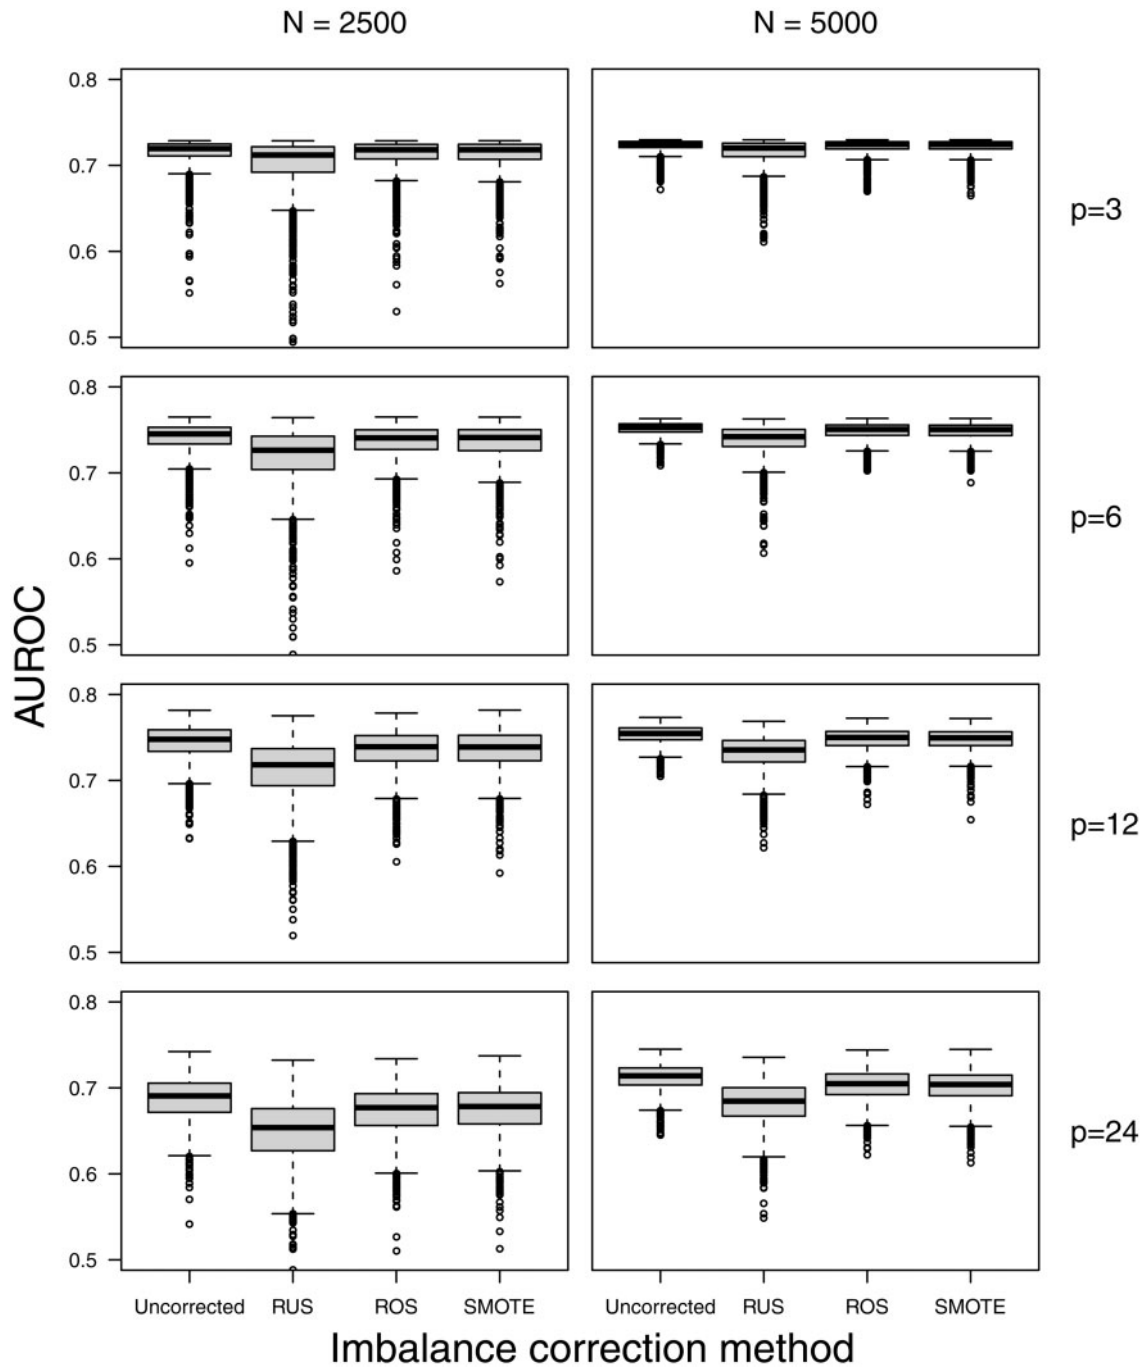 N = 2500
N = 5000
0.8
0.7
0.6
0.5
p=3
0.8
0.7
0.6
0.5
p=6
AUROC
0.8
0.7
0.6
0.5
p=12
0.8
0.7
0.6
0.5
p=24
Uncorrected RUS ROS SMOTE
Uncorrected RUS ROS SMOTE
Imbalance correction method